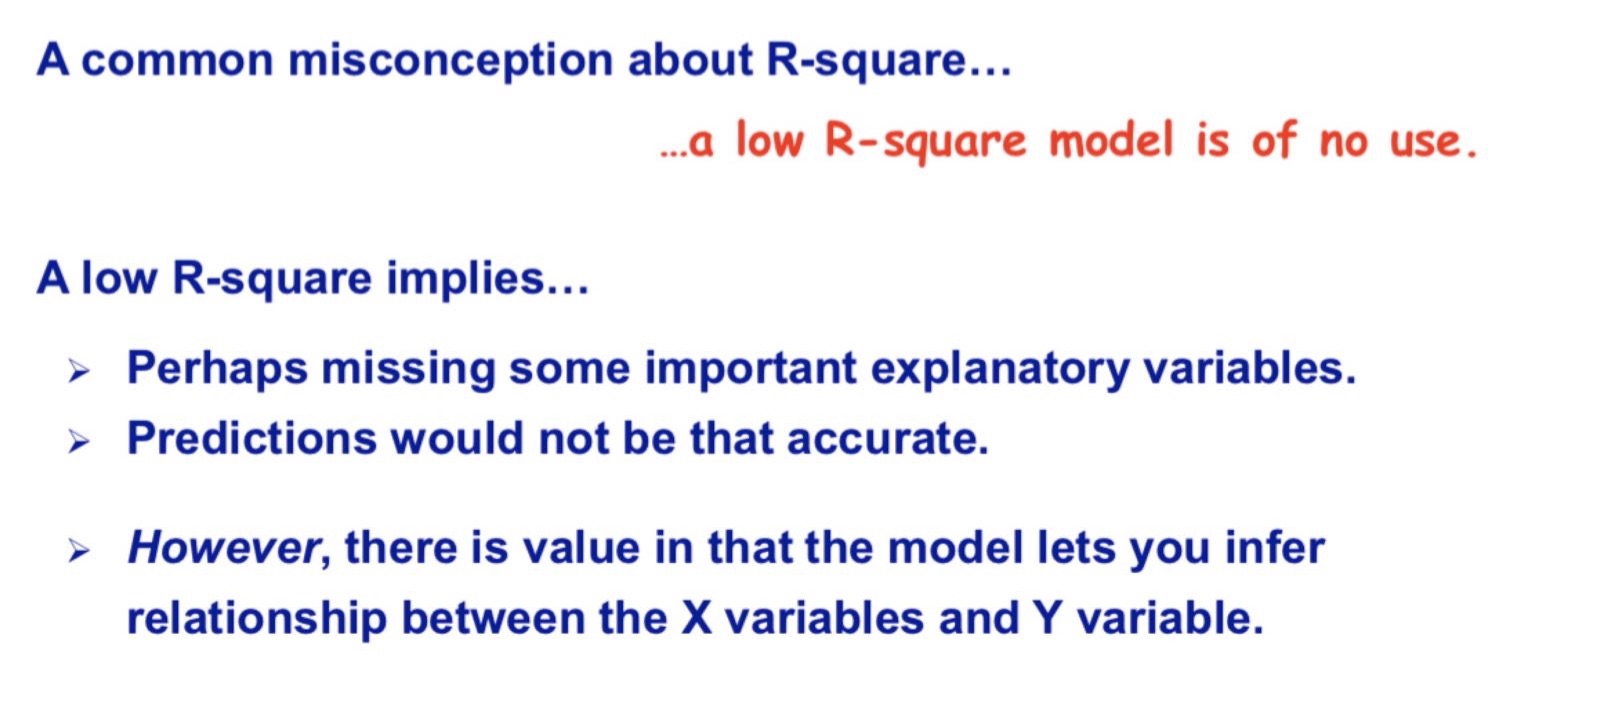 A common misconception about R-square…
…a low R-square model is of no use.
A low R-square implies…
➢ Perhaps missing some important explanatory variables.
➢ Predictions would not be that accurate.
➢ However, there is value in that the model lets you infer
relationship between the X variables and Y variable.